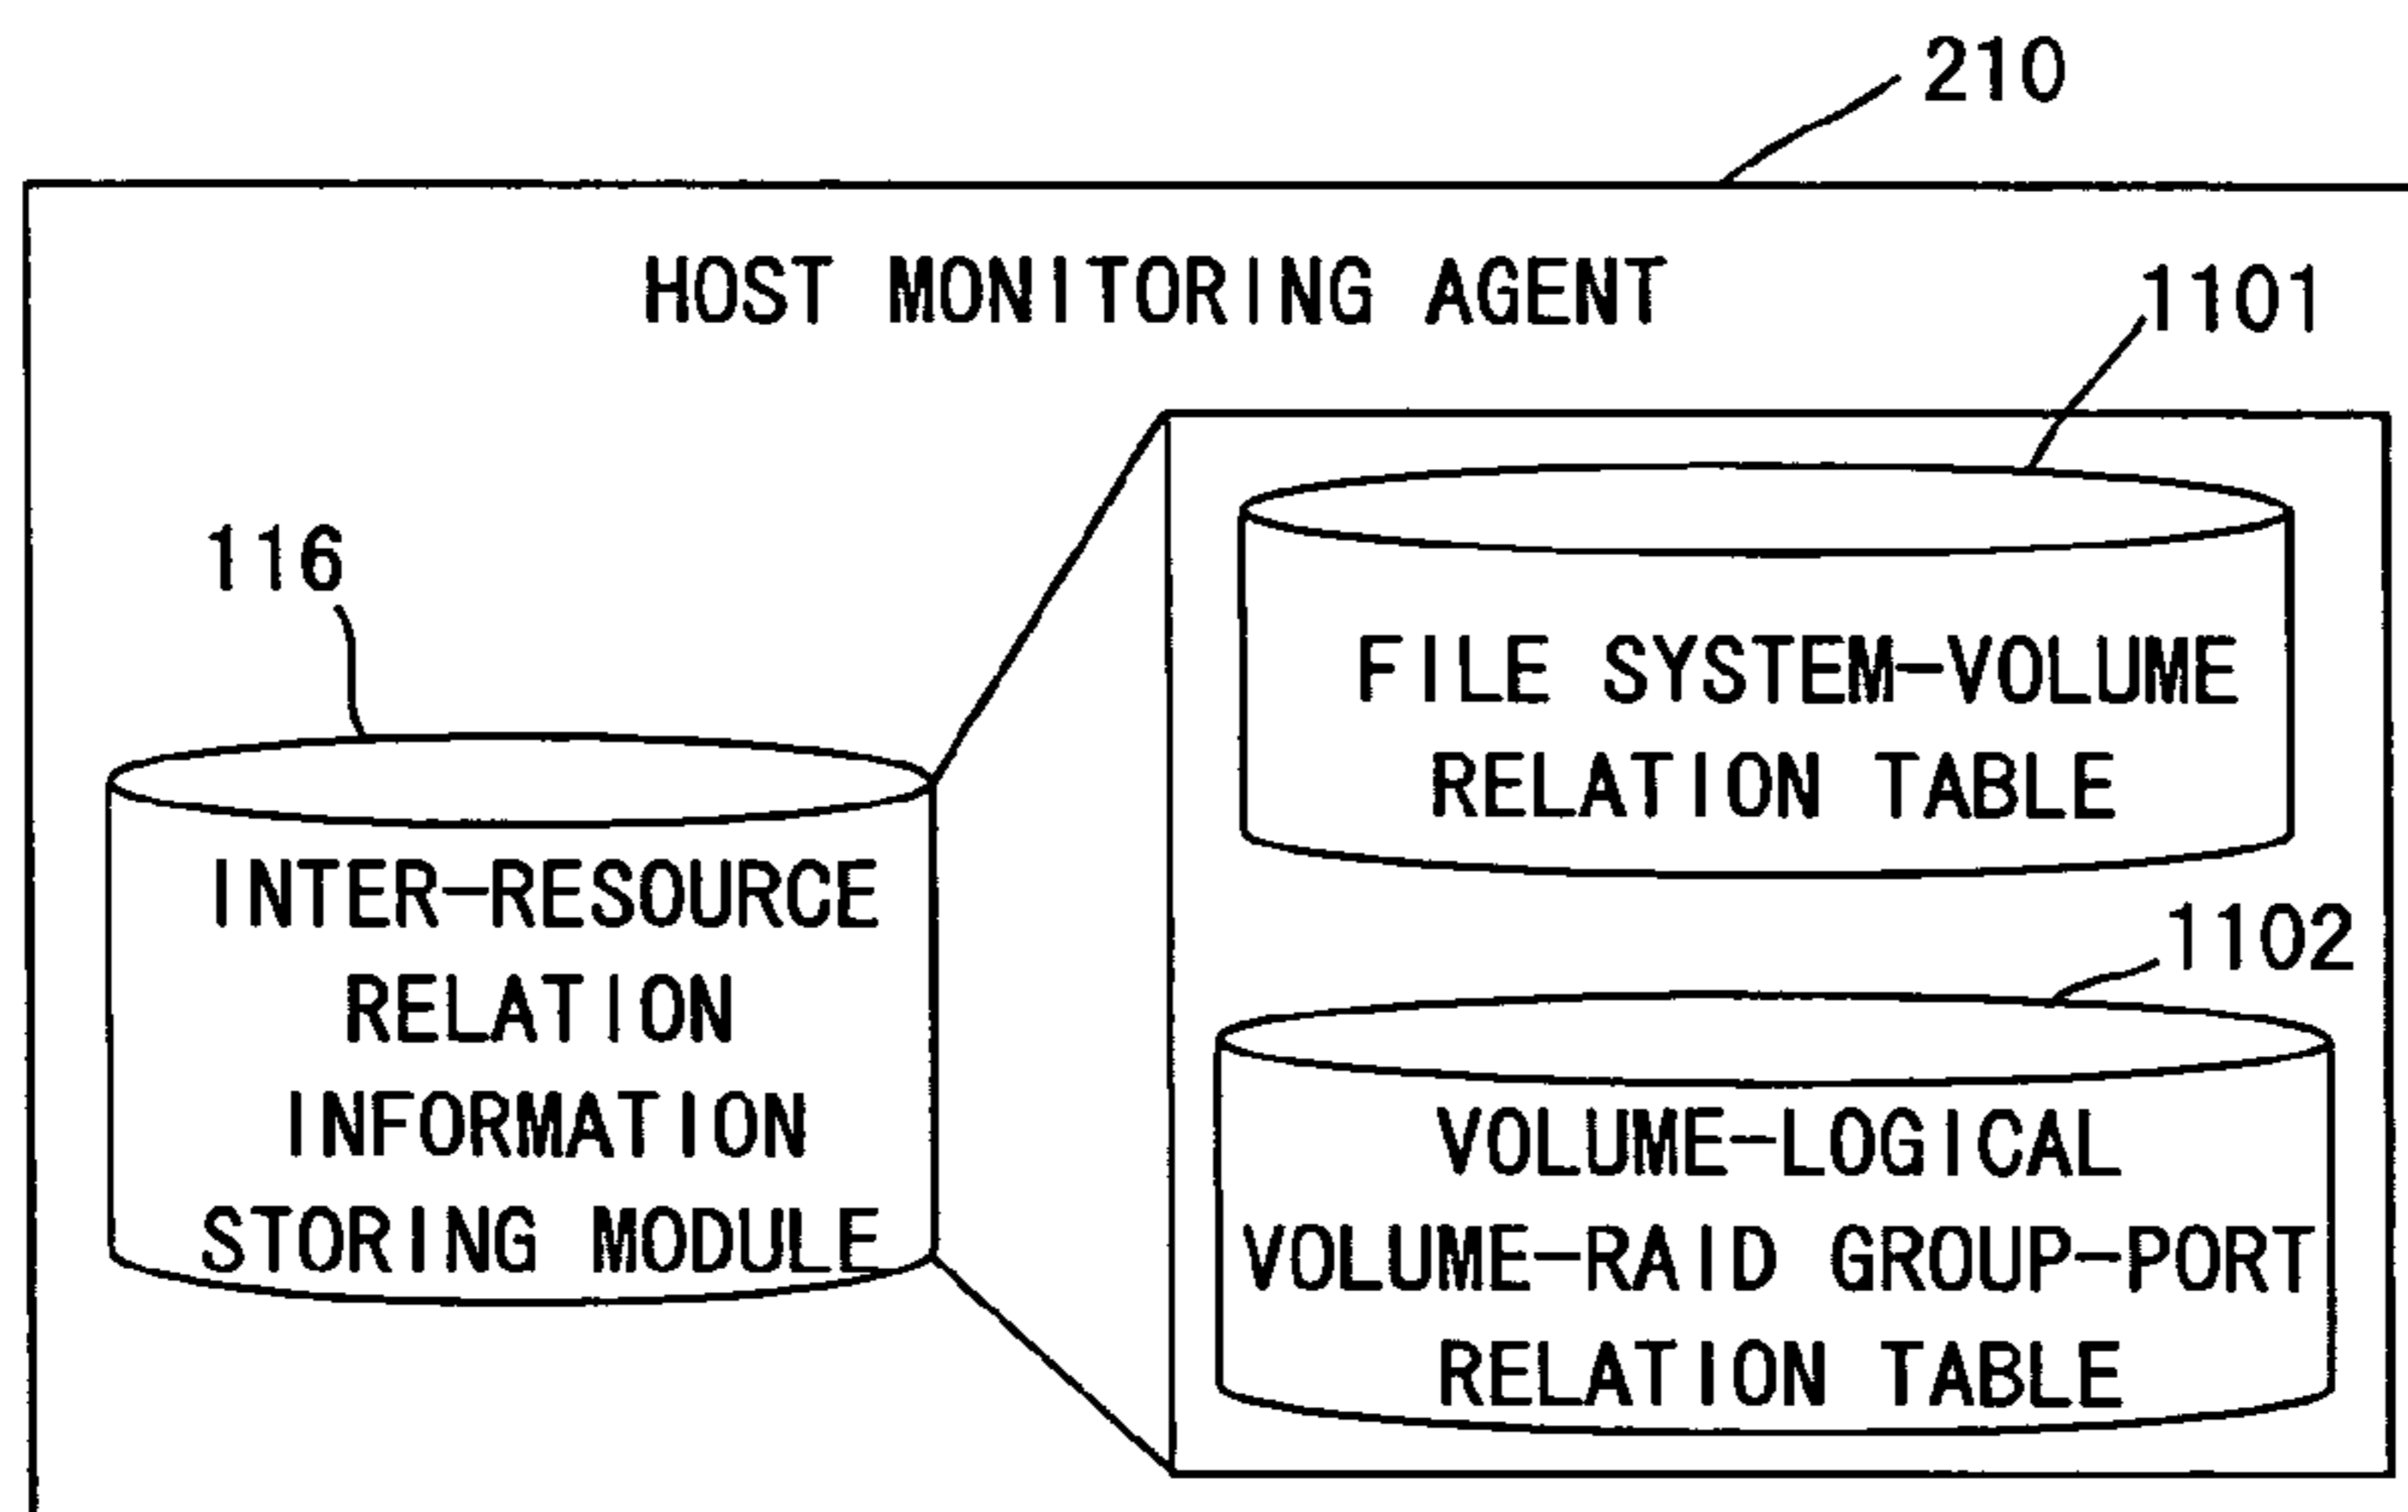 210
HOST MONITORING AGENT
1101
116
FILE SYSTEM-VOLUME
RELATION TABLE
INTER-RESOURCE
RELATION
INFORMATION
STORING MODULE
1102
VOLUME-LOGICAL
VOLUME-RAID GROUP-PORT
RELATION TABLE